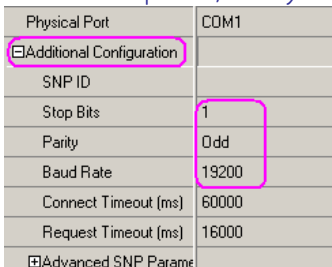 Physical Port COM1
Additional Configuration
SNP ID
Stop Bits 1
Parity Odd
Baud Rate 19200
Connect Timeout (ms) 60000
Request Timeout (ms) 16000
Advanced SNP Parame